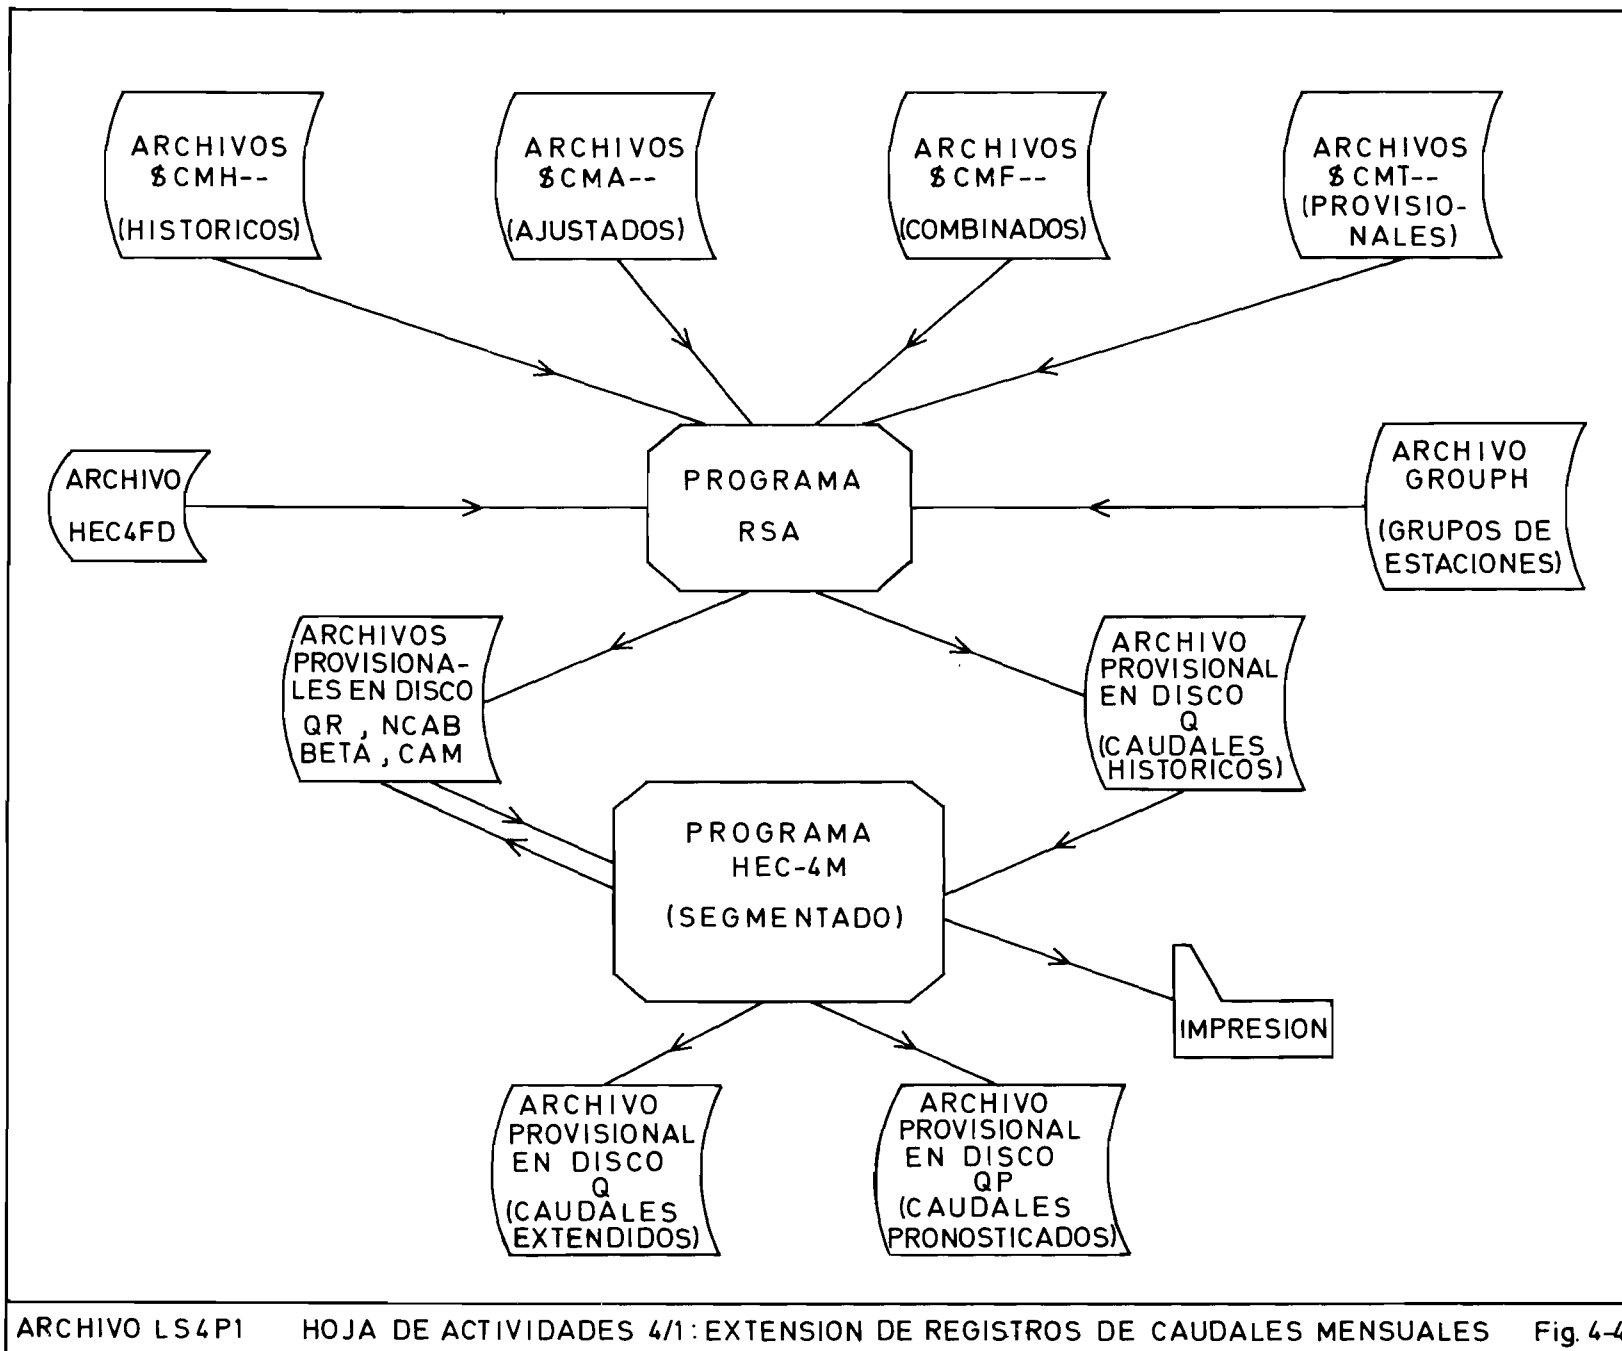 ARCHIVOS
$CMH--
(HISTORICOS)
ARCHIVOS
$CMA--
(AJUSTADOS)
ARCHIVOS
$CMF--
(COMBINADOS)
ARCHIVOS
$CMT--
(PROVISIO-
NALES)
ARCHIVO
HEC4FD
PROGRAMA
RSA
ARCHIVO
GROUPH
(GRUPOS DE
ESTACIONES)
ARCHIVOS
PROVISIONA-
LES EN DISCO
QR , NCAB
BETA , CAM
ARCHIVO
PROVISIONAL
EN DISCO
Q
(CAUDALES
HISTORICOS)
PROGRAMA
HEC-4M
(SEGMENTADO)
IMPRESION
ARCHIVO
PROVISIONAL
EN DISCO
Q
(CAUDALES
EXTENDIDOS)
ARCHIVO
PROVISIONAL
EN DISCO
QP
(CAUDALES
PRONOSTICADOS)
ARCHIVO LS4P1 HOJA DE ACTIVIDADES 4/1: EXTENSION DE REGISTROS DE CAUDALES MENSUALES Fig. 4-4